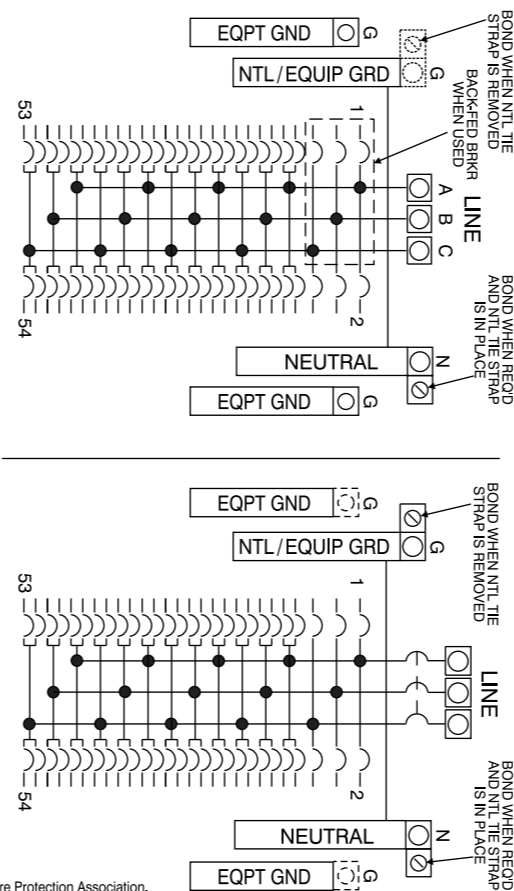 BOND WHEN NTL TIE
STRAP IS REMOVED
EQPT GND
G
NTL/EQUIP GRD
G
BACK-FED BRKR
WHEN USED
53
1
A
B
C
LINE
54
2
BOND WHEN REQ'D
AND NTL TIE STRAP
IS IN PLACE
NEUTRAL
N
EQPT GND
G
BOND WHEN NTL TIE
STRAP IS REMOVED
EQPT GND
G
NTL/EQUIP GRD
G
53
1
LINE
54
2
BOND WHEN REQ'D
AND NTL TIE STRAP
IS IN PLACE
NEUTRAL
N
EQPT GND
G
re Protection Association.